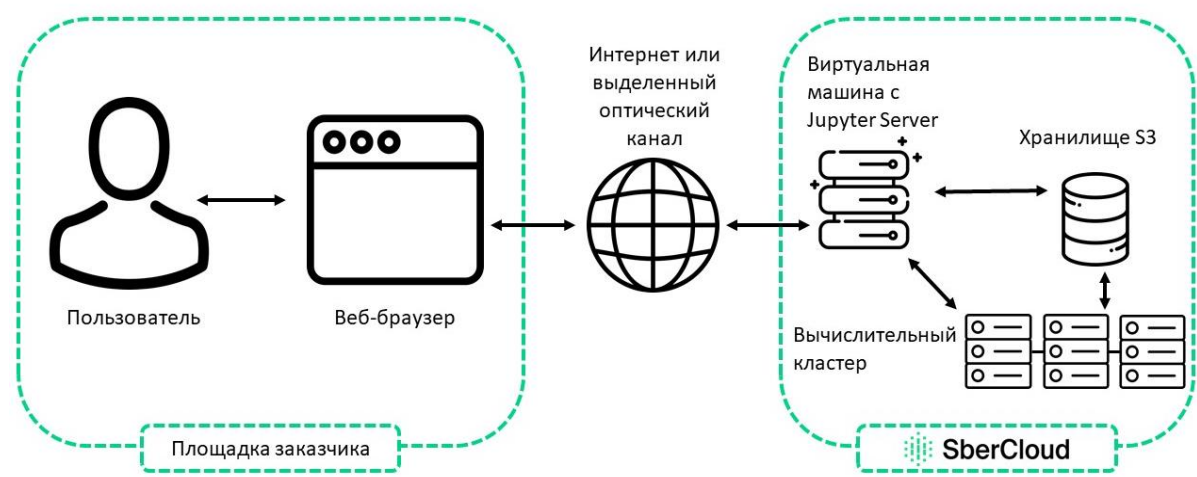 Пользователь
Веб-браузер
Площадка заказчика
Интернет или
выделенный
оптический
канал
Виртуальная
машина с
Jupyter Server
Хранилище S3
Вычислительный
кластер
SberCloud